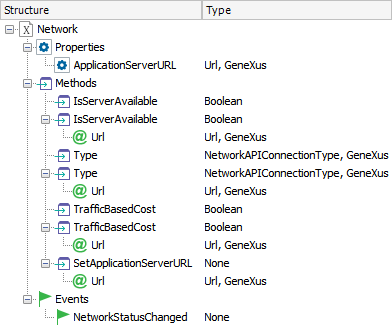 Structure Type
Network
Properties
ApplicationServerURL Url, GeneXus
Methods
IsServerAvailable Boolean
IsServerAvailable Boolean
Url Url, GeneXus
Type NetworkAPIConnectionType, GeneXus
Type NetworkAPIConnectionType, GeneXus
Url Url, GeneXus
TrafficBasedCost Boolean
TrafficBasedCost Boolean
Url Url, GeneXus
SetApplicationServerURL None
Url Url, GeneXus
Events
NetworkStatusChanged None